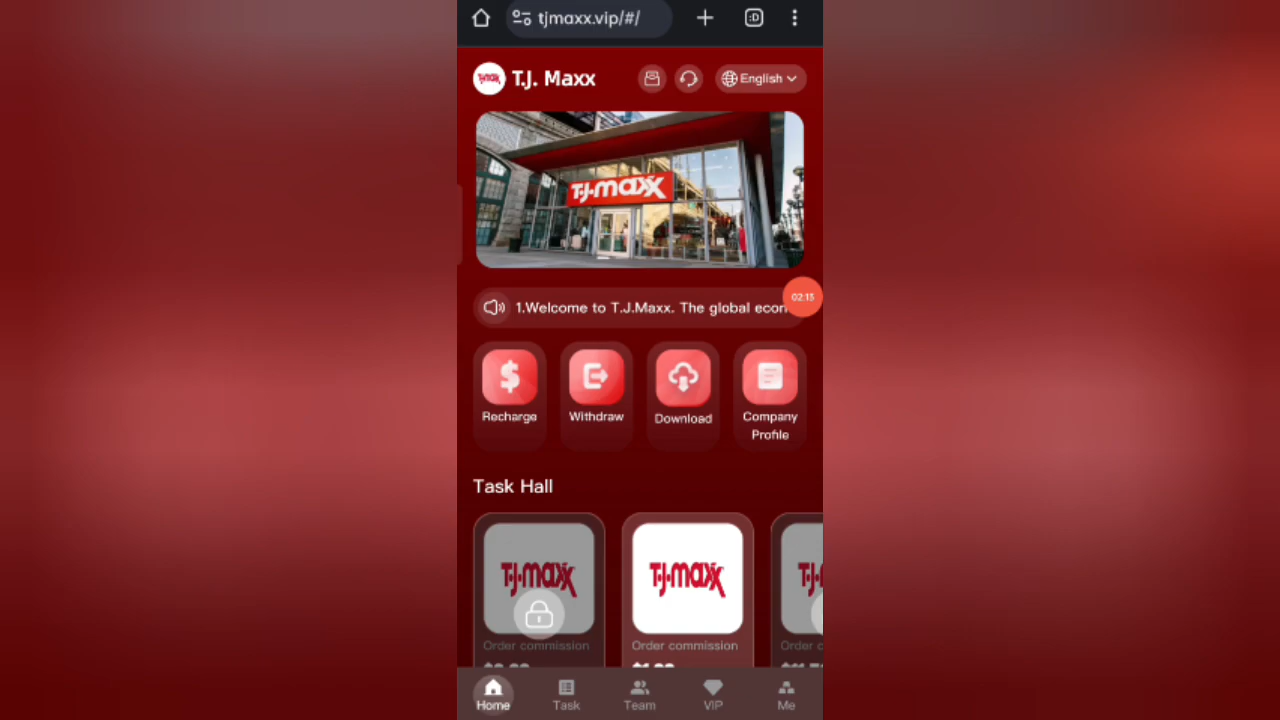 tjmaxx.vip/#/
:D
T.J. Maxx
English
T.J.maxx
1.Welcome to T.J.Maxx. The global econ
02:15
Recharge
Withdraw
Download
Company
Profile
Task Hall
T.J.maxx
T.J.maxx
Order commission
Order commission
Home
Task
Team
VIP
Me